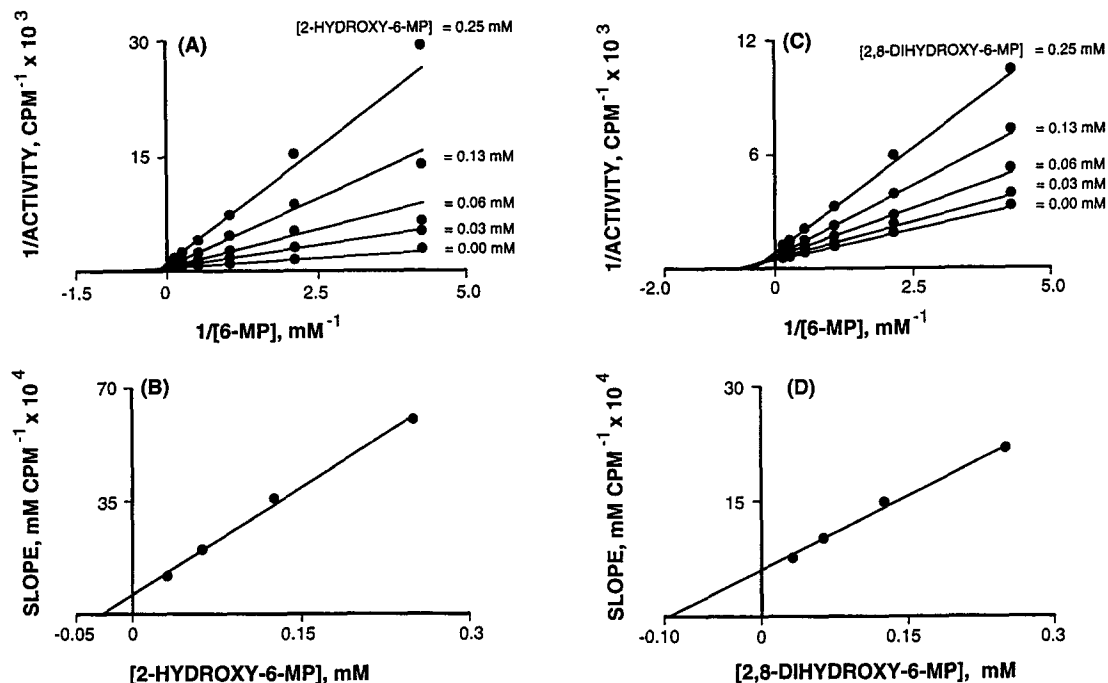 (A)
[2-HYDROXY-6-MP] = 0.25 mM
= 0.13 mM
= 0.06 mM
= 0.03 mM
= 0.00 mM
1/ACTIVITY, CPM⁻¹ x 10³
30
15
-1.5 0 2.5 5.0
1/[6-MP], mM⁻¹
(C)
[2,8-DIHYDROXY-6-MP] = 0.25 mM
= 0.13 mM
= 0.06 mM
= 0.03 mM
= 0.00 mM
1/ACTIVITY, CPM⁻¹ x 10³
12
6
-2.0 0 2.5 5.0
1/[6-MP], mM⁻¹
(B)
SLOPE, mM CPM⁻¹ x 10⁴
70
35
-0.05 0 0.15 0.3
[2-HYDROXY-6-MP], mM
(D)
SLOPE, mM CPM⁻¹ x 10⁴
30
15
-0.10 0 0.15 0.3
[2,8-DIHYDROXY-6-MP], mM